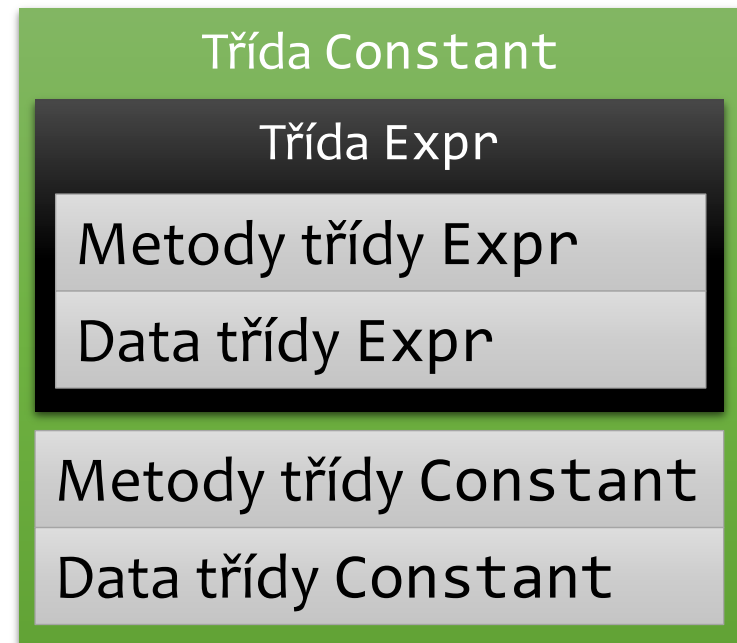 Třída Constant
Třída Expr
Metody třídy Expr
Data třídy Expr
Metody třídy Constant
Data třídy Constant